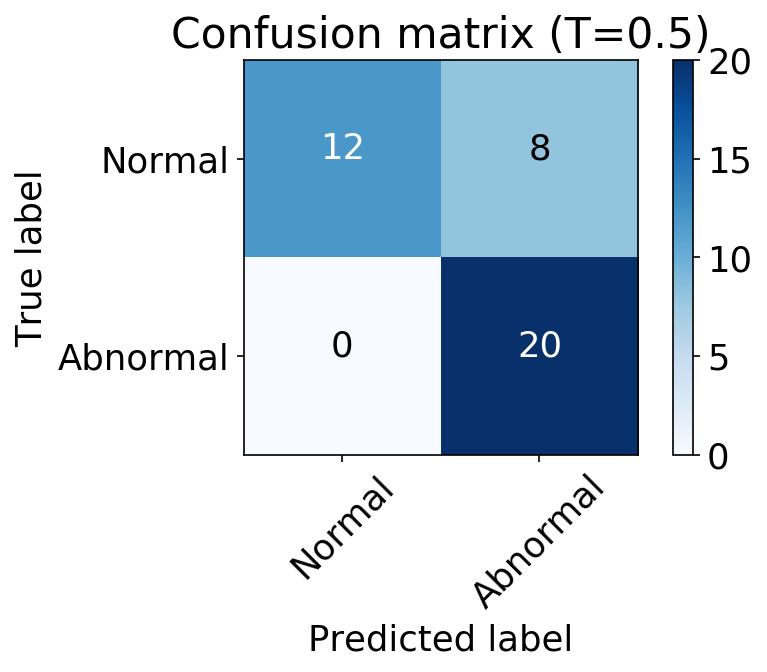 Confusion matrix (T=0.5)
True label
Normal
Abnormal
12
8
0
20
Normal
Abnormal
Predicted label
20
15
10
5
0